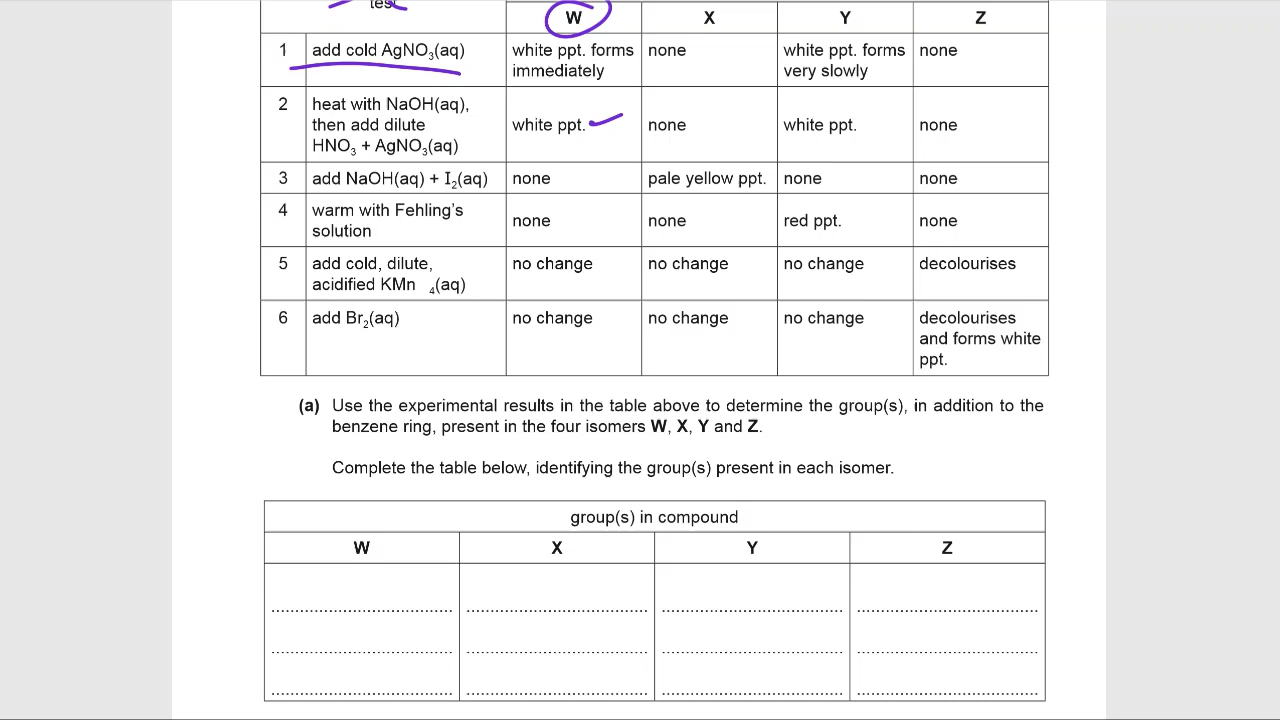 test
W X Y Z
1 add cold AgNO₃(aq) white ppt. forms immediately none white ppt. forms very slowly none
2 heat with NaOH(aq), then add dilute HNO₃ + AgNO₃(aq) white ppt. none white ppt. none
3 add NaOH(aq) + I₂(aq) none pale yellow ppt. none none
4 warm with Fehling's solution none none red ppt. none
5 add cold, dilute, acidified KMn ₄(aq) no change no change no change decolourises
6 add Br₂(aq) no change no change no change decolourises and forms white ppt.
(a) Use the experimental results in the table above to determine the group(s), in addition to the
benzene ring, present in the four isomers W, X, Y and Z.
Complete the table below, identifying the group(s) present in each isomer.
group(s) in compound
W X Y Z